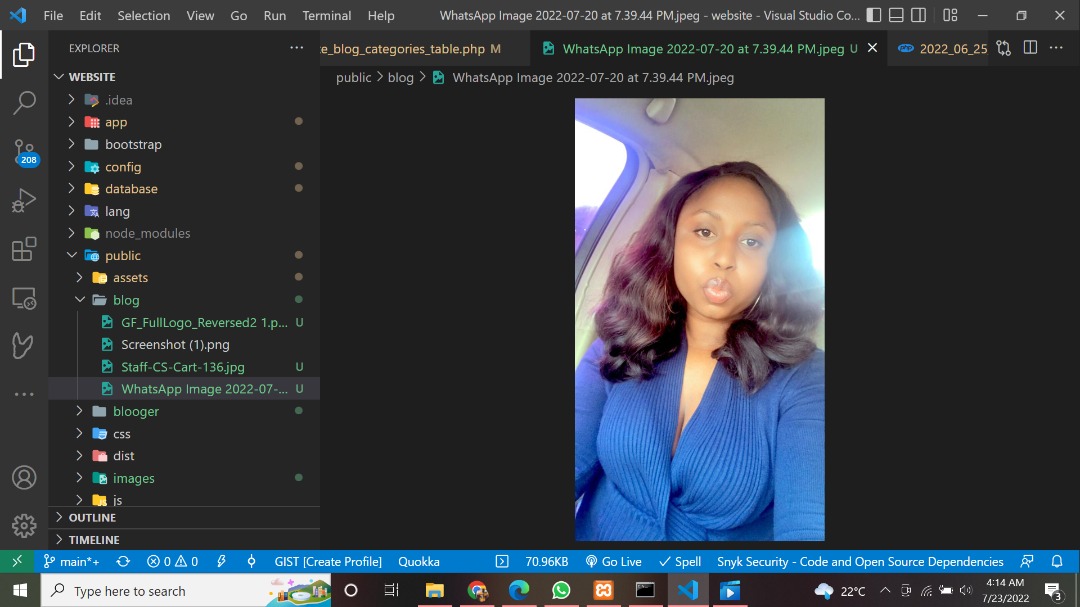 File Edit Selection View Go Run Terminal Help WhatsApp Image 2022-07-20 at 7.39.44 PM.jpeg - website - Visual Studio Co...
EXPLORER
te_blog_categories_table.php M
WhatsApp Image 2022-07-20 at 7.39.44 PM.jpeg U
php 2022_06_25
public > blog > WhatsApp Image 2022-07-20 at 7.39.44 PM.jpeg
WEBSITE
.idea
app
bootstrap
config
database
lang
node_modules
public
assets
blog
GF_FullLogo_Reversed2 1.p... U
Screenshot (1).png
Staff-CS-Cart-136.jpg U
WhatsApp Image 2022-07-... U
blooger
css
dist
images
js
OUTLINE
TIMELINE
208
main*+ 0 0 GIST [Create Profile] Quokka 70.96KB Go Live Spell Snyk Security - Code and Open Source Dependencies
Type here to search
22°C
4:14 AM
7/23/2022
3